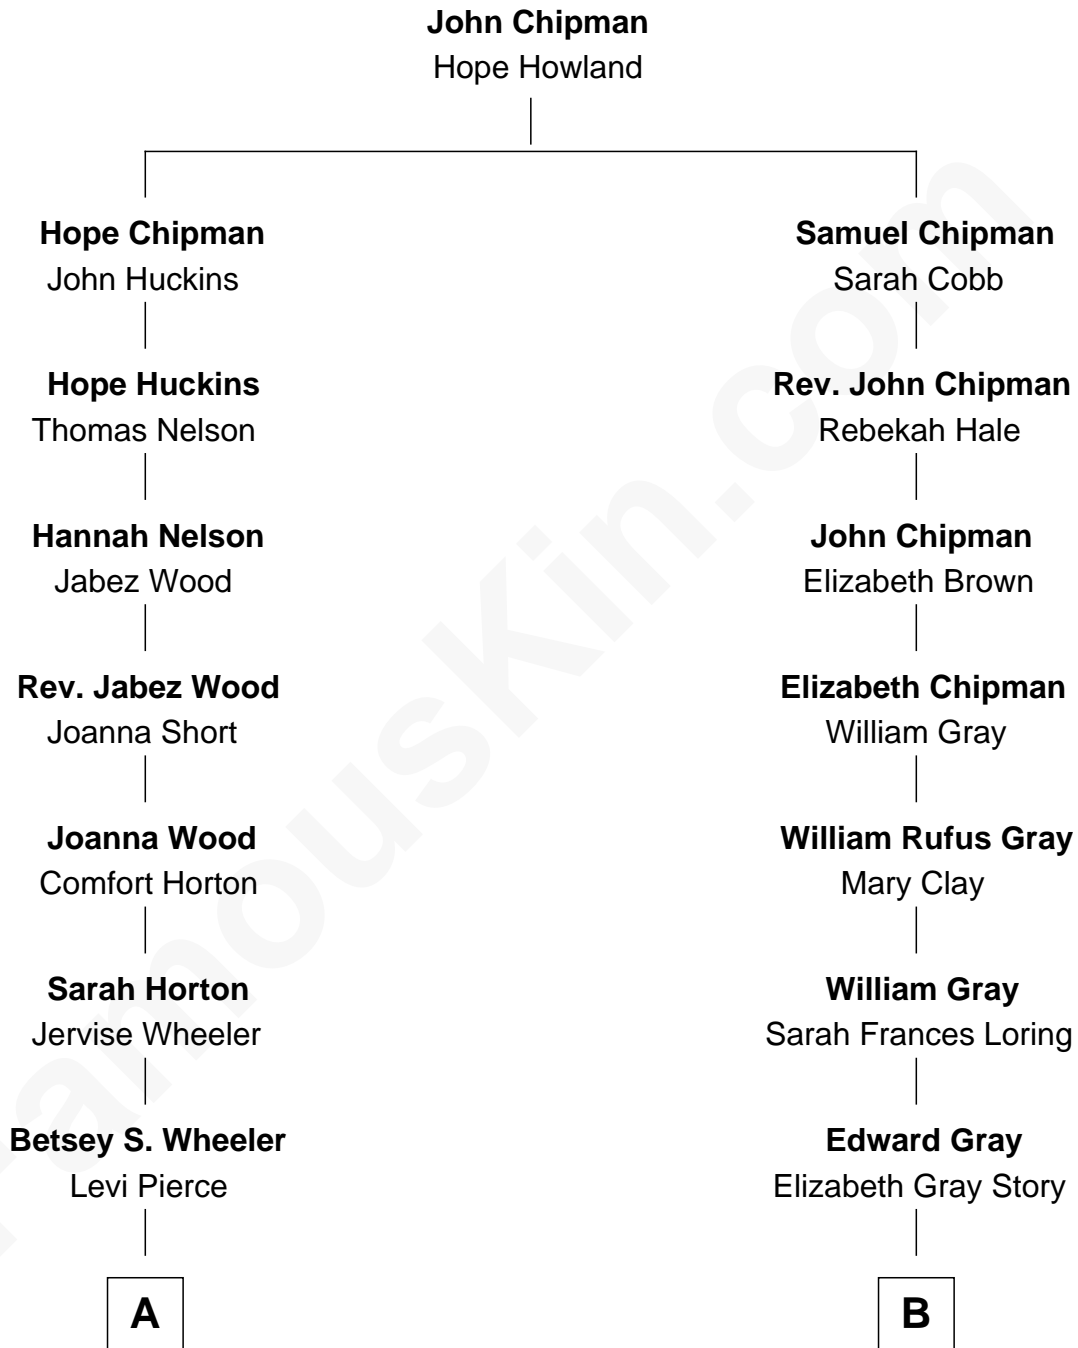 John Chipman
Hope Howland
Hope Chipman
John Huckins
Samuel Chipman
Sarah Cobb
Hope Huckins
Thomas Nelson
Rev. John Chipman
Rebekah Hale
Hannah Nelson
Jabez Wood
John Chipman
Elizabeth Brown
Rev. Jabez Wood
Joanna Short
Elizabeth Chipman
William Gray
Joanna Wood
Comfort Horton
William Rufus Gray
Mary Clay
Sarah Horton
Jervise Wheeler
William Gray
Sarah Frances Loring
Betsey S. Wheeler
Levi Pierce
Edward Gray
Elizabeth Gray Story
A
B
FamousKin.com